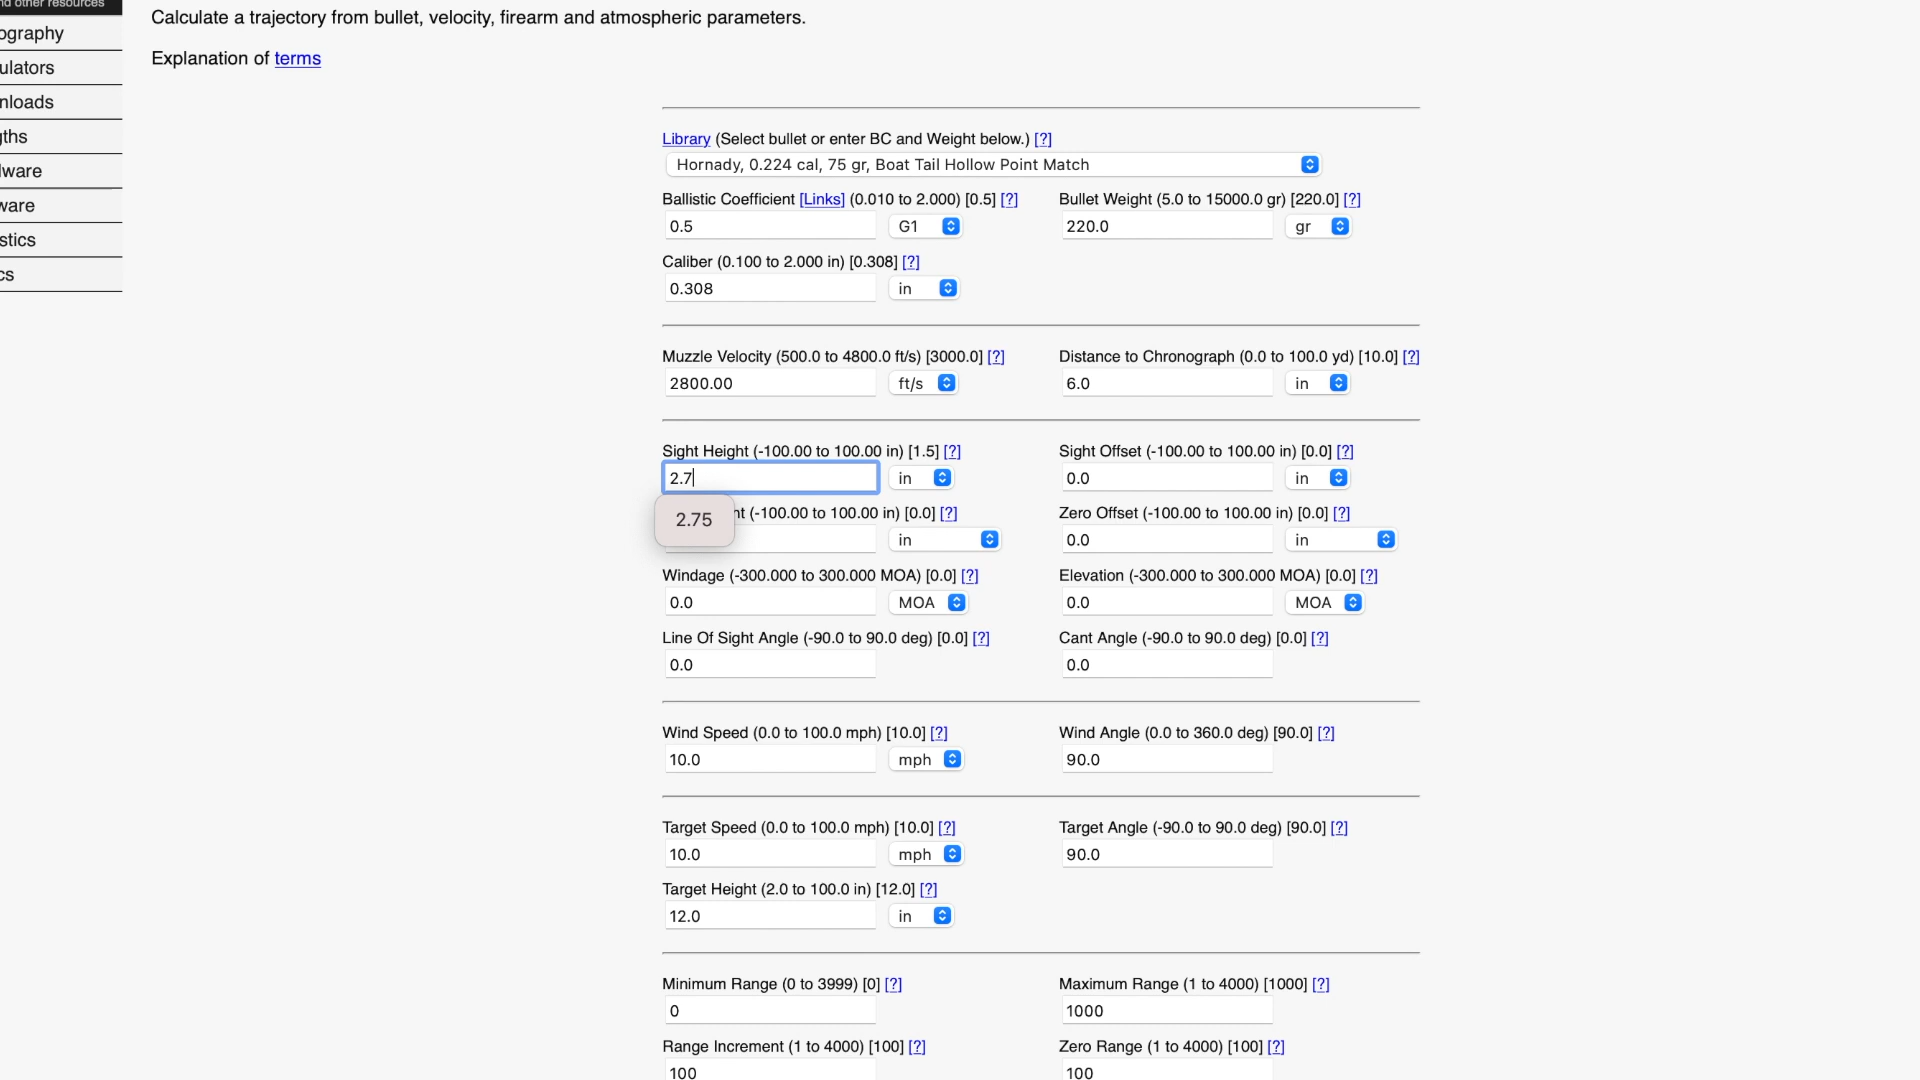 nd other resources
ography
ulators
nloads
gths
lware
ware
stics
cs
Calculate a trajectory from bullet, velocity, firearm and atmospheric parameters.
Explanation of terms
Library (Select bullet or enter BC and Weight below.) [?]
Hornady, 0.224 cal, 75 gr, Boat Tail Hollow Point Match
Ballistic Coefficient [Links] (0.010 to 2.000) [0.5] [?] Bullet Weight (5.0 to 15000.0 gr) [220.0] [?]
0.5 G1 220.0 gr
Caliber (0.100 to 2.000 in) [0.308] [?]
0.308 in
Muzzle Velocity (500.0 to 4800.0 ft/s) [3000.0] [?] Distance to Chronograph (0.0 to 100.0 yd) [10.0] [?]
2800.00 ft/s 6.0 in
Sight Height (-100.00 to 100.00 in) [1.5] [?] Sight Offset (-100.00 to 100.00 in) [0.0] [?]
2.7 in 0.0 in
2.75 nt (-100.00 to 100.00 in) [0.0] [?] Zero Offset (-100.00 to 100.00 in) [0.0] [?]
in 0.0 in
Windage (-300.000 to 300.000 MOA) [0.0] [?] Elevation (-300.000 to 300.000 MOA) [0.0] [?]
0.0 MOA 0.0 MOA
Line Of Sight Angle (-90.0 to 90.0 deg) [0.0] [?] Cant Angle (-90.0 to 90.0 deg) [0.0] [?]
0.0 0.0
Wind Speed (0.0 to 100.0 mph) [10.0] [?] Wind Angle (0.0 to 360.0 deg) [90.0] [?]
10.0 mph 90.0
Target Speed (0.0 to 100.0 mph) [10.0] [?] Target Angle (-90.0 to 90.0 deg) [90.0] [?]
10.0 mph 90.0
Target Height (2.0 to 100.0 in) [12.0] [?]
12.0 in
Minimum Range (0 to 3999) [0] [?] Maximum Range (1 to 4000) [1000] [?]
0 1000
Range Increment (1 to 4000) [100] [?] Zero Range (1 to 4000) [100] [?]
100 100